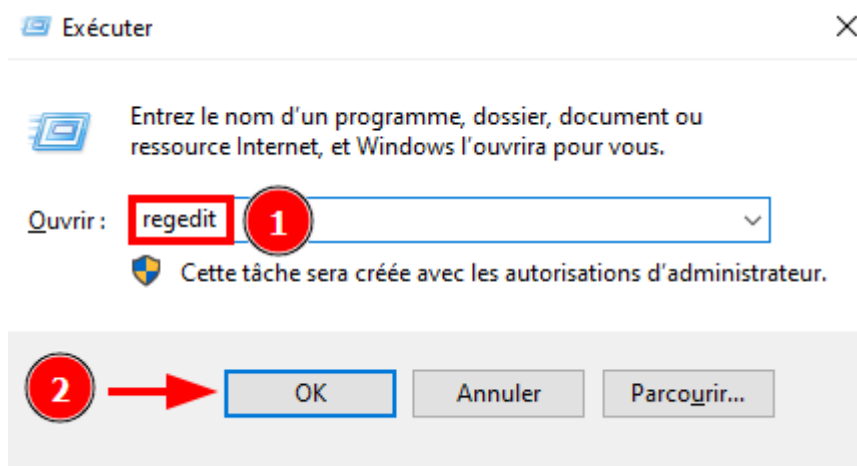 Exécuter
Entrez le nom d'un programme, dossier, document ou
ressource Internet, et Windows l'ouvrira pour vous.
Ouvrir : regedit 1
Cette tâche sera créée avec les autorisations d'administrateur.
2 OK Annuler Parcourir...